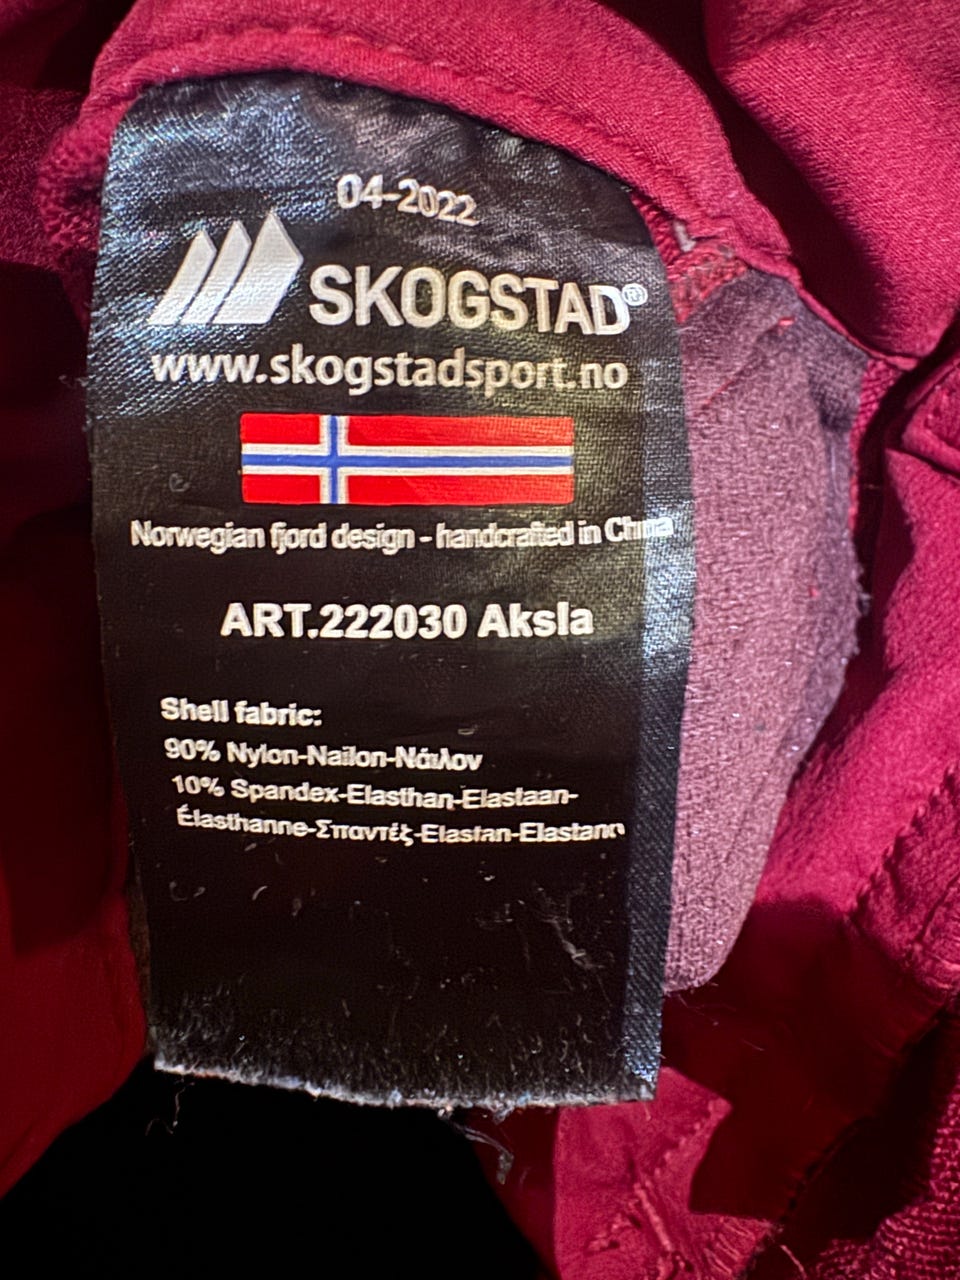 04-2022
SKOGSTAD®
www.skogstadsport.no
Norwegian fjord design - handcrafted in China
ART.222030 Aksla
Shell fabric:
90% Nylon-Nailon-Νάιλον
10% Spandex-Elasthan-Elastaan-
Élasthanne-Σπαντέξ-Elastan-Elastann